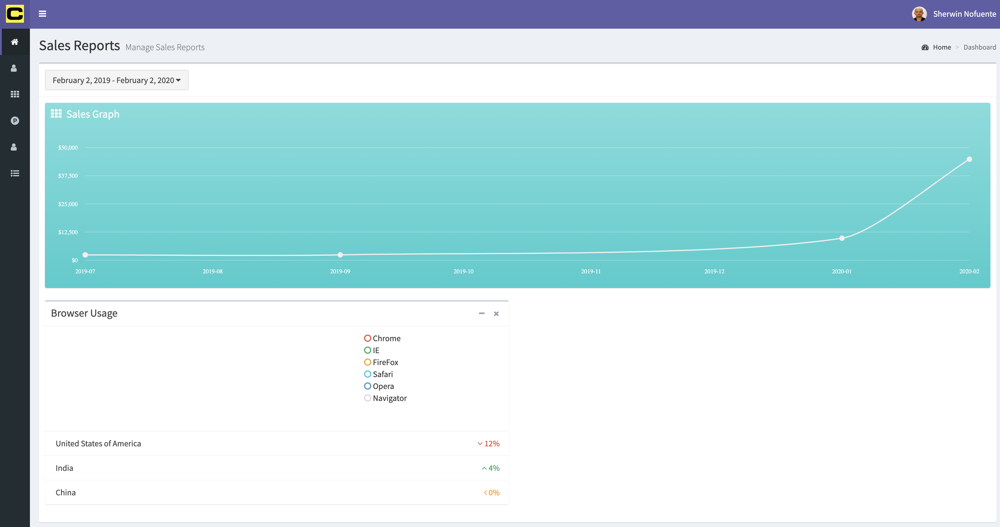 C
Sherwin Nofuente
Sales Reports Manage Sales Reports
Home > Dashboard
February 2, 2019 - February 2, 2020
Sales Graph
$50,000
$37,500
$25,000
$12,500
$0
2019-07 2019-08 2019-09 2019-10 2019-11 2019-12 2020-01 2020-02
Browser Usage
Chrome
IE
FireFox
Safari
Opera
Navigator
United States of America 12%
India 4%
China 0%
P